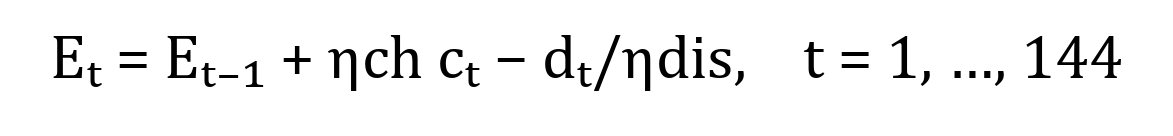 Eₜ = Eₜ₋₁ + ηch cₜ − dₜ/ηdis, t = 1, …, 144